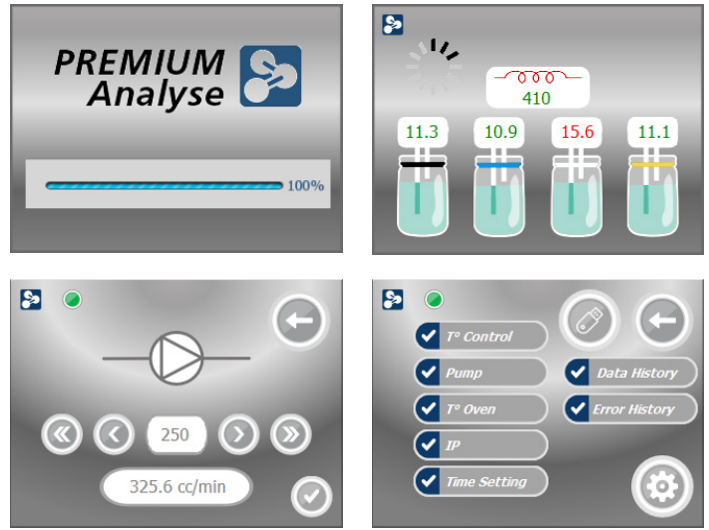 PREMIUM
Analyse
100%
410
11.3 10.9 15.6 11.1
250
325.6 cc/min
T° Control
Pump
T° Oven
IP
Time Setting
Data History
Error History